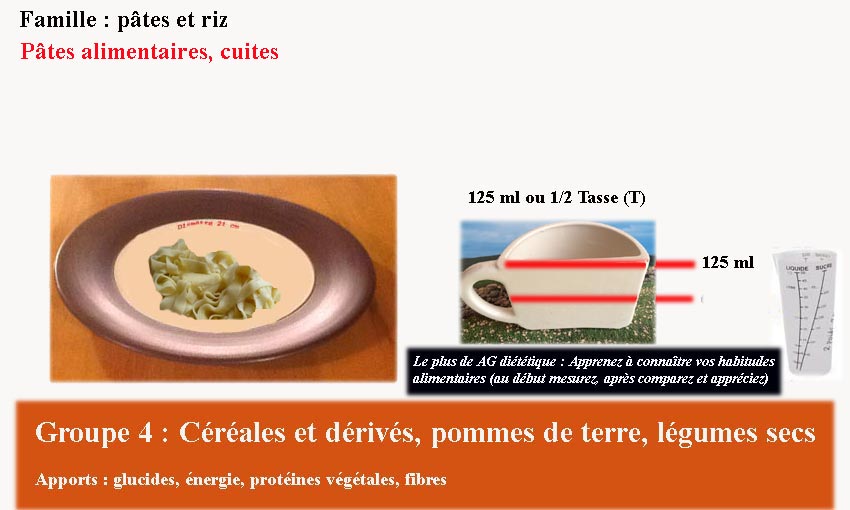 Famille : pâtes et riz
Pâtes alimentaires, cuites
Diamètre 21 cm
125 ml ou 1/2 Tasse (T)
125 ml
LIQUIDE SUCRE
Le plus de AG diététique : Apprenez à connaître vos habitudes
alimentaires (au début mesurez, après comparez et appréciez)
Groupe 4 : Céréales et dérivés, pommes de terre, légumes secs
Apports : glucides, énergie, protéines végétales, fibres